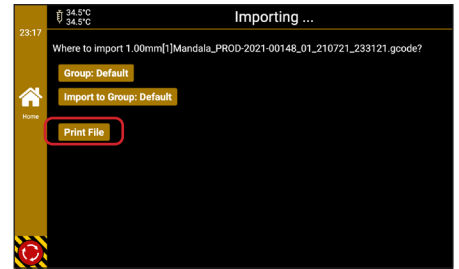 34.5°C
34.5°C
Importing ...
23:17
Where to import 1.00mm[1]Mandala_PROD-2021-00148_01_210721_233121.gcode?
Group: Default
Import to Group: Default
Home
Print File